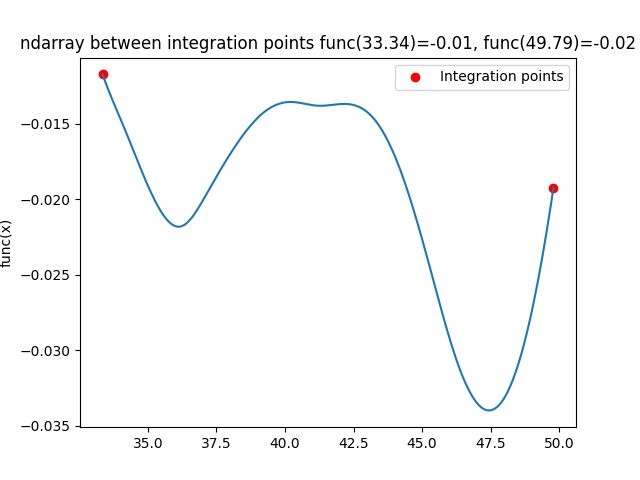 ndarray between integration points func(33.34)=-0.01, func(49.79)=-0.02
Integration points
func(x)
−0.015
−0.020
−0.025
−0.030
−0.035
35.0 37.5 40.0 42.5 45.0 47.5 50.0